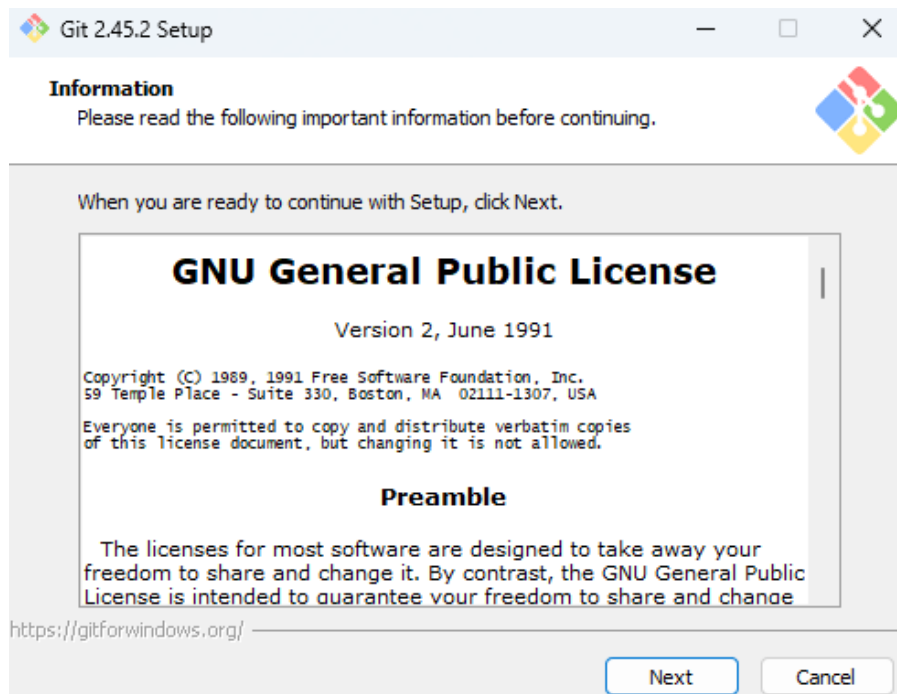 Git 2.45.2 Setup
Information
Please read the following important information before continuing.
When you are ready to continue with Setup, click Next.
GNU General Public License
Version 2, June 1991
Copyright (C) 1989, 1991 Free Software Foundation, Inc.
59 Temple Place - Suite 330, Boston, MA  02111-1307, USA
Everyone is permitted to copy and distribute verbatim copies
of this license document, but changing it is not allowed.
Preamble
The licenses for most software are designed to take away your
freedom to share and change it. By contrast, the GNU General Public
License is intended to guarantee your freedom to share and change
https://gitforwindows.org/
Next
Cancel